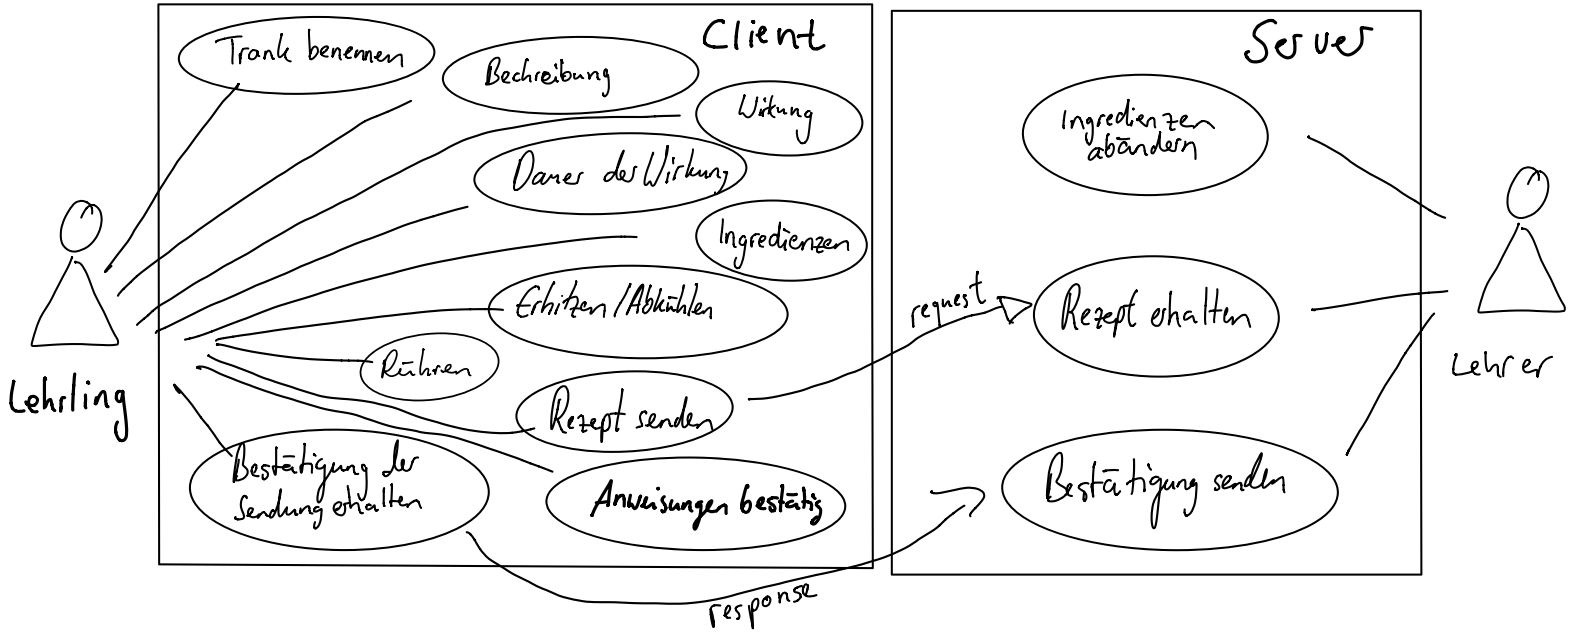 Client
Server
Trank benennen
Bechreibung
Wirkung
Dauer der Wirkung
Ingredienzen
Erhitzen/Abkühlen
Rühren
Rezept senden
Bestätigung der
Sendung erhalten
Anweisungen bestätig
Lehrling
request
response
Ingredienzen
abändern
Rezept erhalten
Bestätigung senden
Lehrer